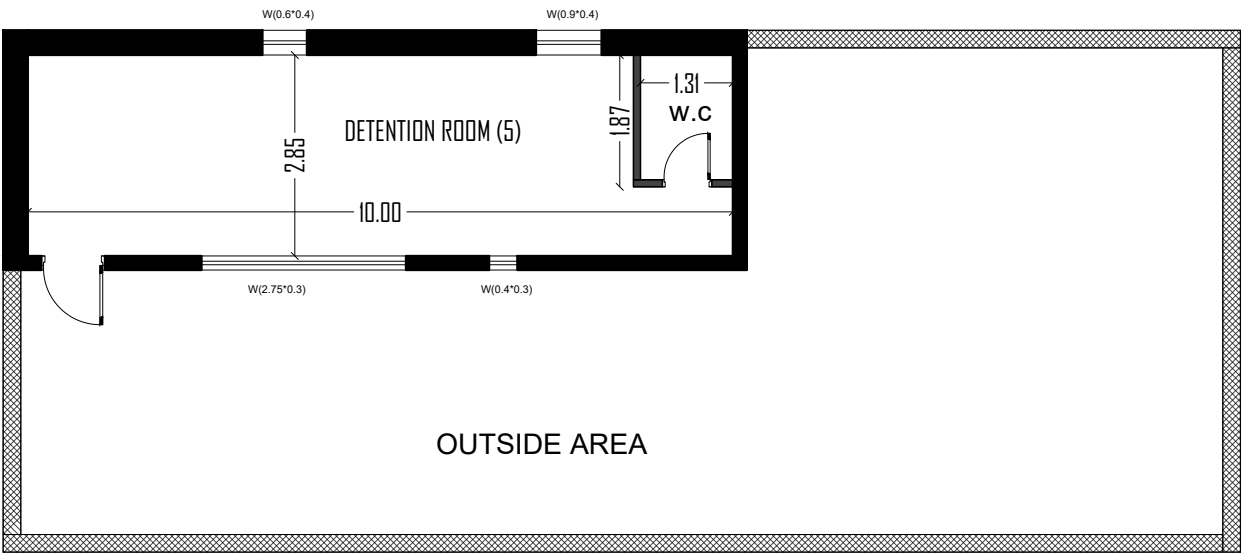 W(0.6*0.4)
W(0.9*0.4)
1.31
W.C
1.87
DETENTION ROOM (5)
2.85
10.00
W(2.75*0.3)
W(0.4*0.3)
OUTSIDE AREA